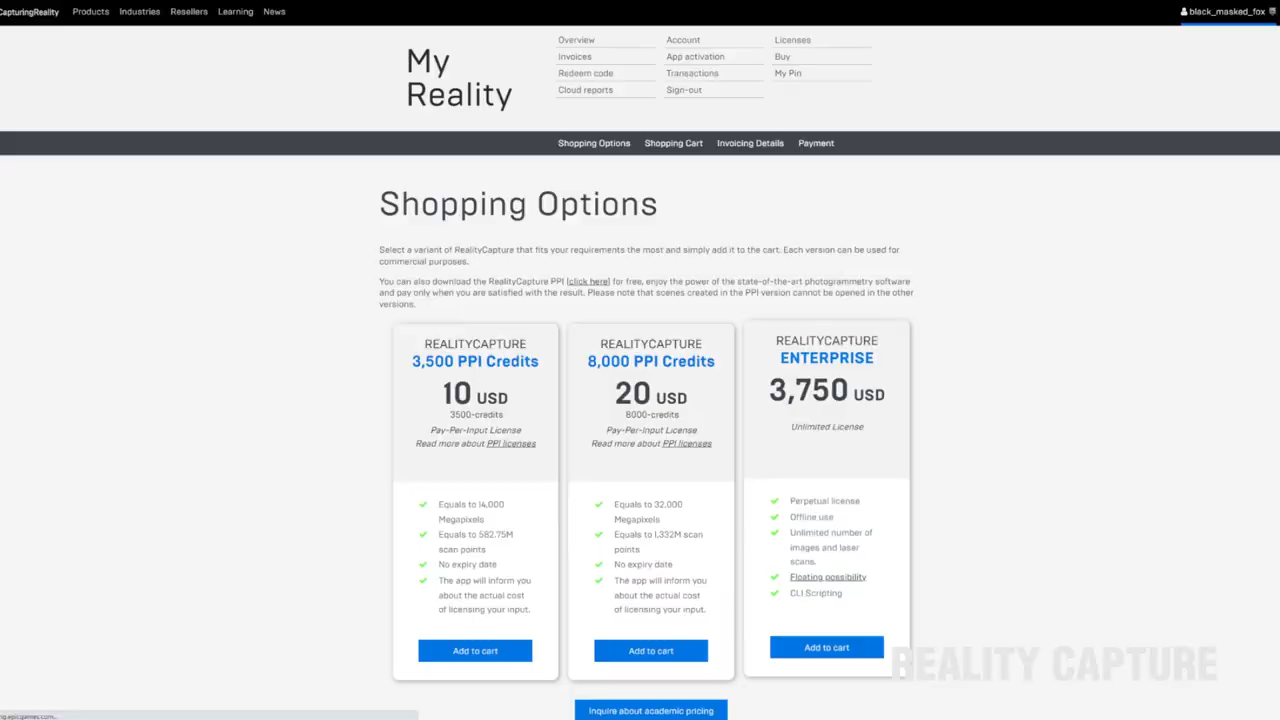 CapturingReality Products Industries Resellers Learning News black_masked_fox
My
Reality
Overview
Invoices
Redeem code
Cloud reports
Account
App activation
Transactions
Sign-out
Licenses
Buy
My Pin
Shopping Options Shopping Cart Invoicing Details Payment
Shopping Options
Select a variant of RealityCapture that fits your requirements the most and simply add it to the cart. Each version can be used for
commercial purposes.
You can also download the RealityCapture PPI [click here] for free, enjoy the power of the state-of-the-art photogrammetry software
and pay only when you are satisfied with the result. Please note that scenes created in the PPI version cannot be opened in the other
versions.
REALITYCAPTURE
3,500 PPI Credits
10 USD
3500-credits
Pay-Per-Input License
Read more about PPI licenses
Equals to 14,000
Megapixels
Equals to 582.75M
scan points
No expiry date
The app will inform you
about the actual cost
of licensing your input.
Add to cart
REALITYCAPTURE
8,000 PPI Credits
20 USD
8000-credits
Pay-Per-Input License
Read more about PPI licenses
Equals to 32,000
Megapixels
Equals to 1,332M scan
points
No expiry date
The app will inform you
about the actual cost
of licensing your input.
Add to cart
REALITYCAPTURE
ENTERPRISE
3,750 USD
Unlimited License
Perpetual license
Offline use
Unlimited number of
images and laser
scans.
Floating possibility
CLI Scripting
Add to cart
REALITY CAPTURE
Inquire about academic pricing
ng.epicgames.com...